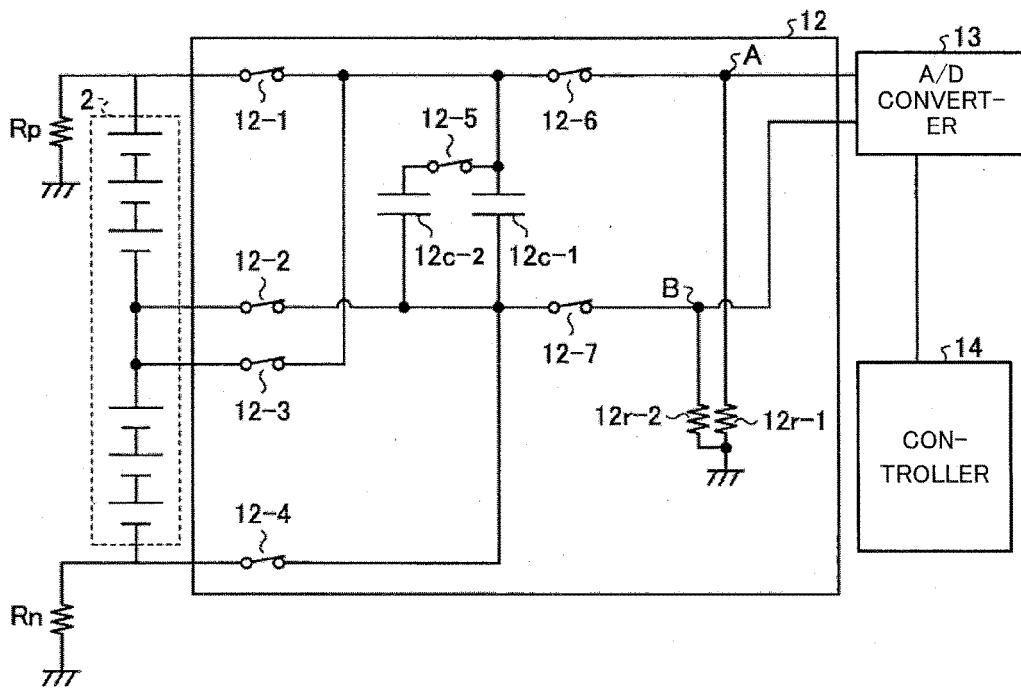 12
13
A/D
CONVERT-
ER
A
2
Rp
12-1
12-5
12-6
12c-2
12c-1
12-2
B
12-7
12-3
14
CON-
TROLLER
12r-2
12r-1
12-4
Rn